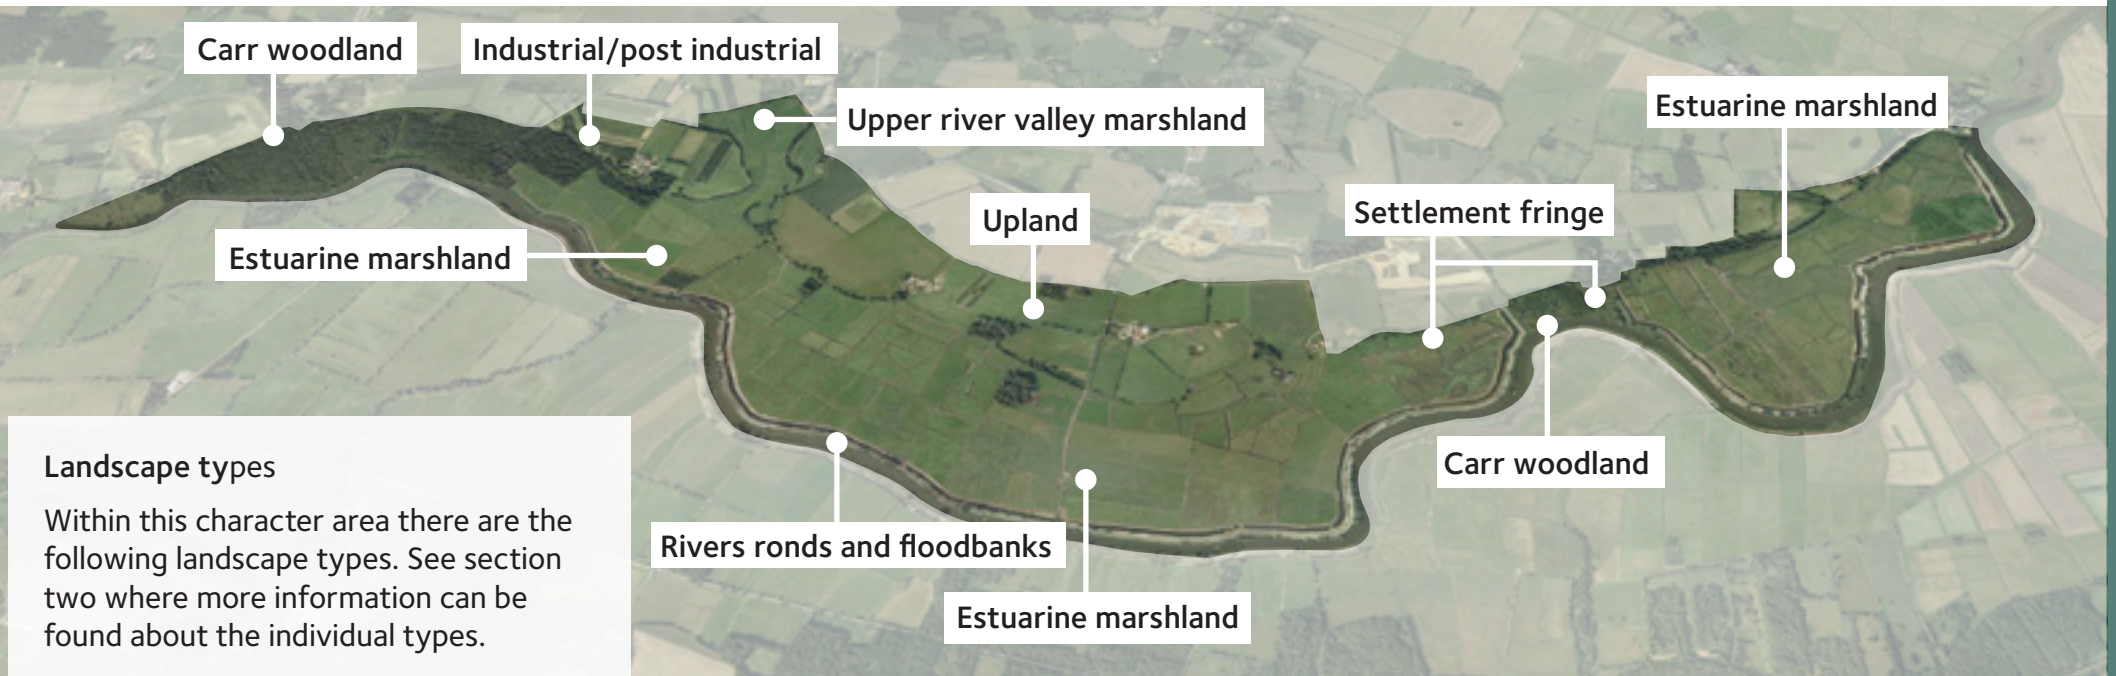 Carr woodland
Industrial/post industrial
Upper river valley marshland
Estuarine marshland
Estuarine marshland
Upland
Settlement fringe
Carr woodland
Rivers ronds and floodbanks
Estuarine marshland
Landscape types
Within this character area there are the
following landscape types. See section
two where more information can be
found about the individual types.